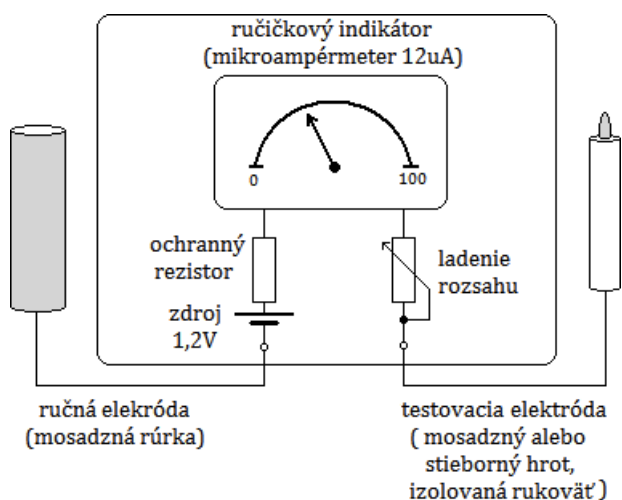 ručičkový indikátor
(mikroampérmeter 12uA)
0
100
ochranný
rezistor
ladenie
rozsahu
zdroj
1,2V
ručná elekróda
(mosadzná rúrka)
testovacia elektróda
( mosadzný alebo
stieborný hrot,
izolovaná rukoväť )